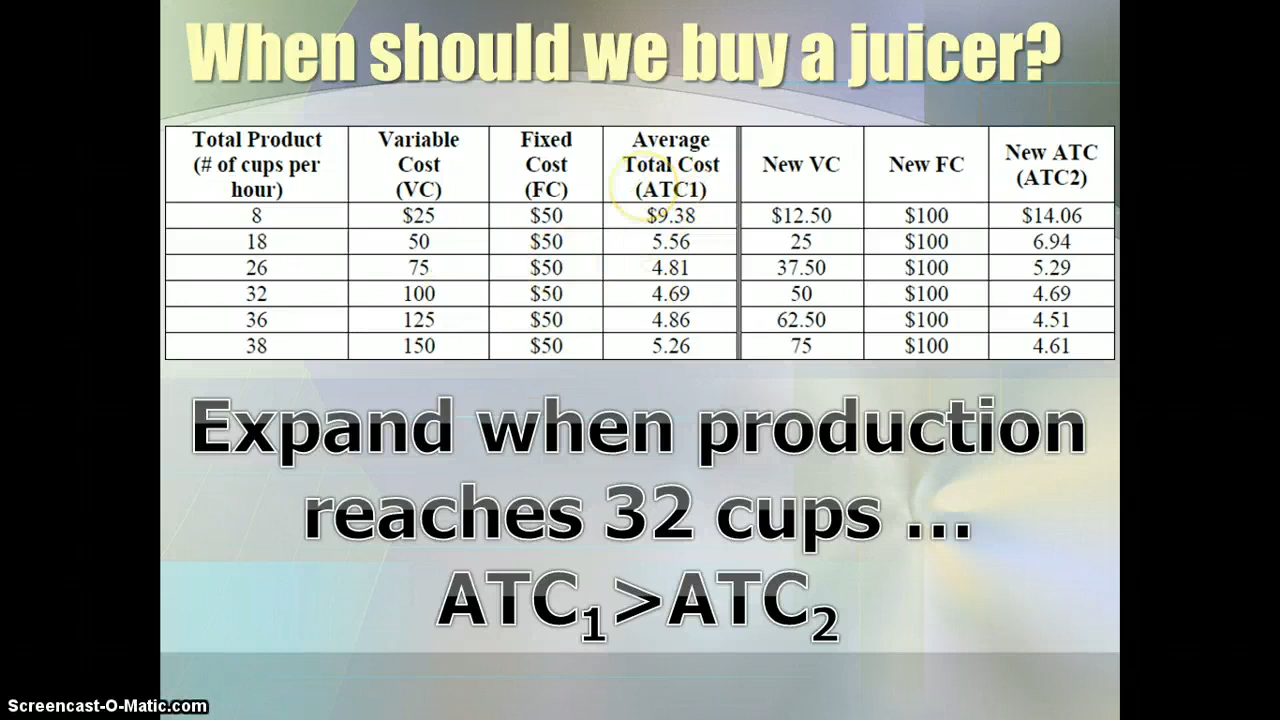 When should we buy a juicer?
Total Product (# of cups per hour) Variable Cost (VC) Fixed Cost (FC) Average Total Cost (ATC1) New VC New FC New ATC (ATC2)
8 $25 $50 $9.38 $12.50 $100 $14.06
18 50 $50 5.56 25 $100 6.94
26 75 $50 4.81 37.50 $100 5.29
32 100 $50 4.69 50 $100 4.69
36 125 $50 4.86 62.50 $100 4.51
38 150 $50 5.26 75 $100 4.61
Expand when production
reaches 32 cups ...
ATC₁>ATC₂
Screencast-O-Matic.com